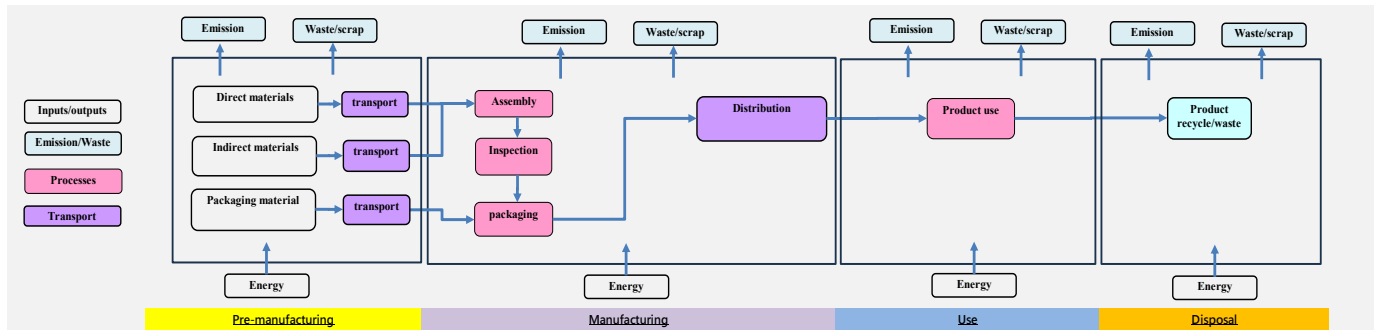 Emission
Waste/scrap
Emission
Waste/scrap
Emission
Waste/scrap
Emission
Waste/scrap
Inputs/outputs
Emission/Waste
Processes
Transport
Direct materials
transport
Indirect materials
transport
Packaging material
transport
Assembly
Inspection
packaging
Distribution
Product use
Product
recycle/waste
Energy
Energy
Energy
Energy
Pre-manufacturing
Manufacturing
Use
Disposal